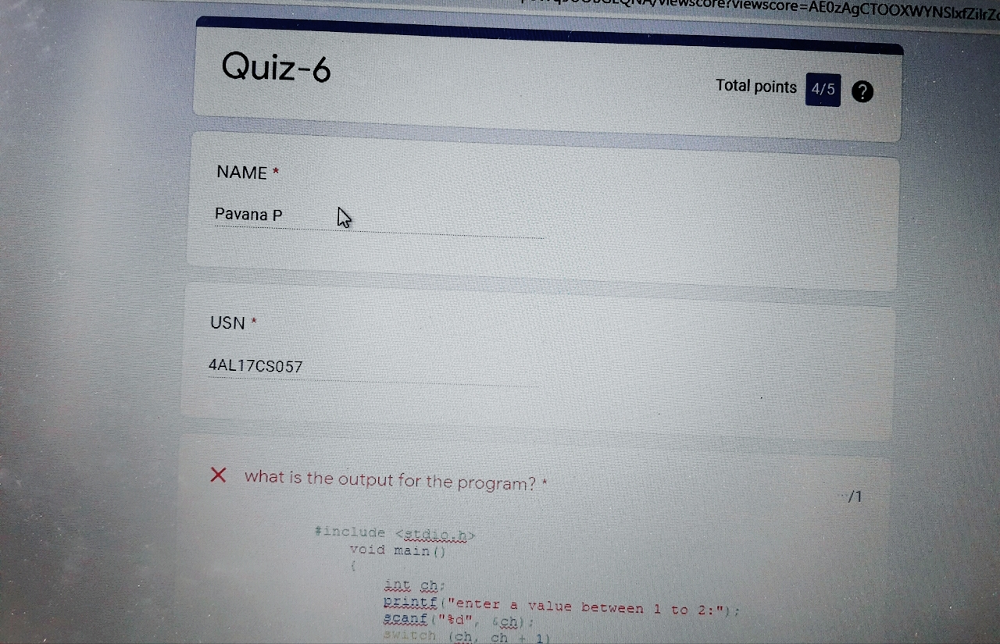 viewscore?viewscore=AE0zAgCTOOXWYNSlxfZilrZ
Quiz-6
Total points 4/5 ?
NAME *
Pavana P
USN *
4AL17CS057
what is the output for the program? *
/1
#include <stdio.h>
void main()
{
int ch;
printf("enter a value between 1 to 2:");
scanf("%d", &ch);
switch (ch, ch + 1)